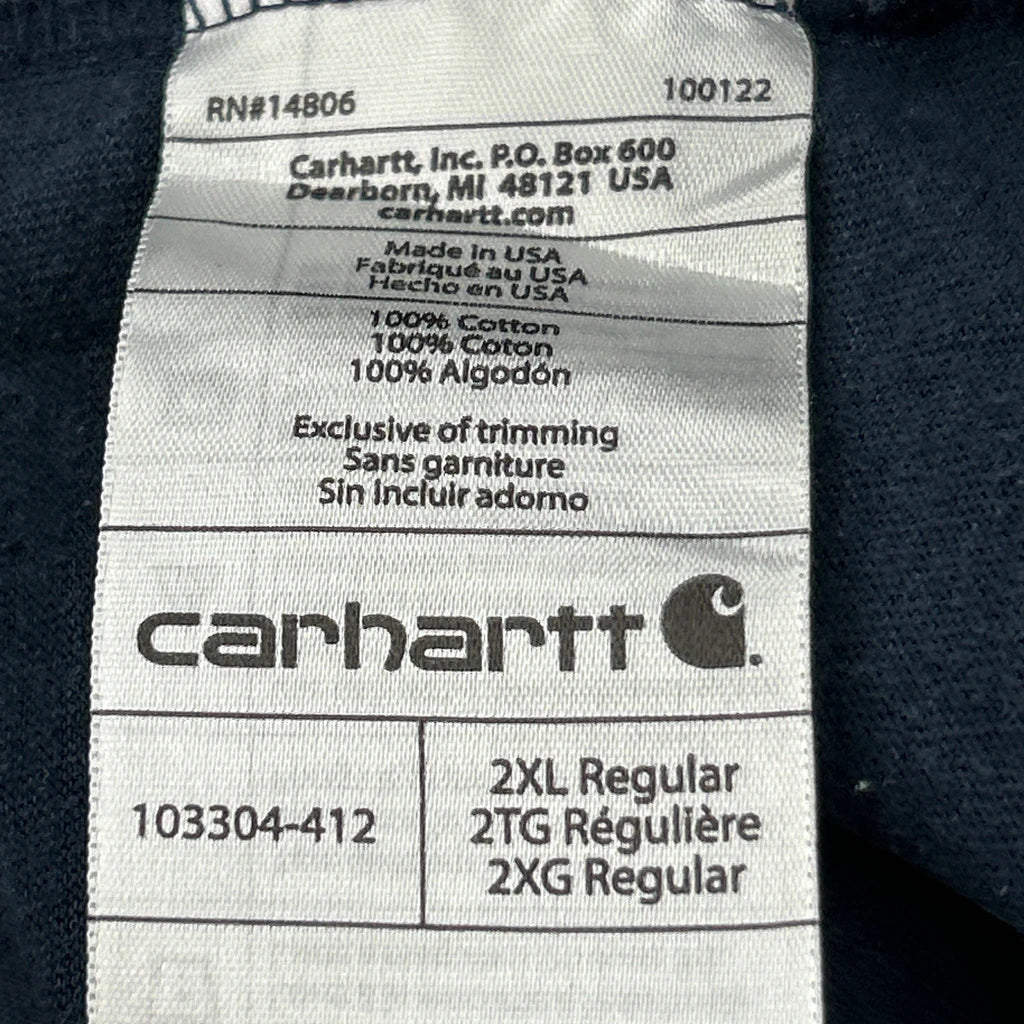 RN#14806 100122
Carhartt, Inc. P.O. Box 600
Dearborn, MI 48121 USA
carhartt.com
Made in USA
Fabriqué au USA
Hecho en USA
100% Cotton
100% Coton
100% Algodón
Exclusive of trimming
Sans garniture
Sin incluir adorno
carhartt
103304-412
2XL Regular
2TG Régulière
2XG Regular